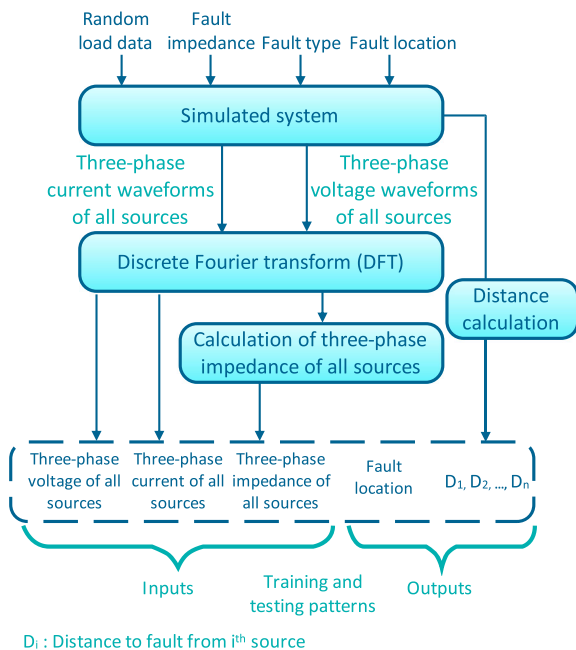 Random
load data
Fault
impedance
Fault type
Fault location
Simulated system
Three-phase
current waveforms
of all sources
Three-phase
voltage waveforms
of all sources
Discrete Fourier transform (DFT)
Distance
calculation
Calculation of three-phase
impedance of all sources
Three-phase
voltage of all
sources
Three-phase
current of all
sources
Three-phase
impedance of
all sources
Fault
location
D₁, D₂, ..., Dₙ
Inputs
Training and
testing patterns
Outputs
Dᵢ : Distance to fault from iᵗʰ source